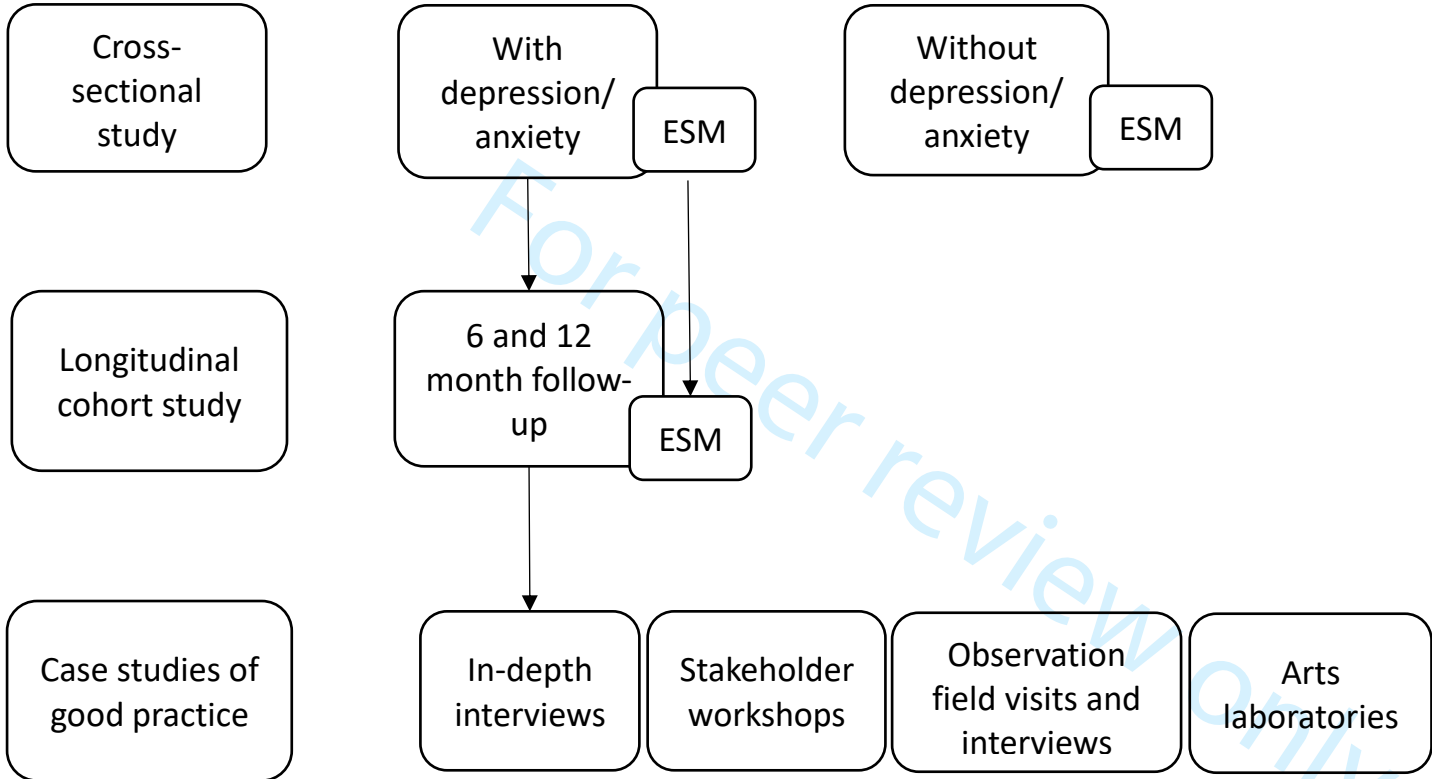 Cross-
sectional
study
With
depression/
anxiety
ESM
Without
depression/
anxiety
ESM
Longitudinal
cohort study
6 and 12
month follow-
up
ESM
Case studies of
good practice
In-depth
interviews
Stakeholder
workshops
Observation
field visits and
interviews
Arts
laboratories
For peer review only